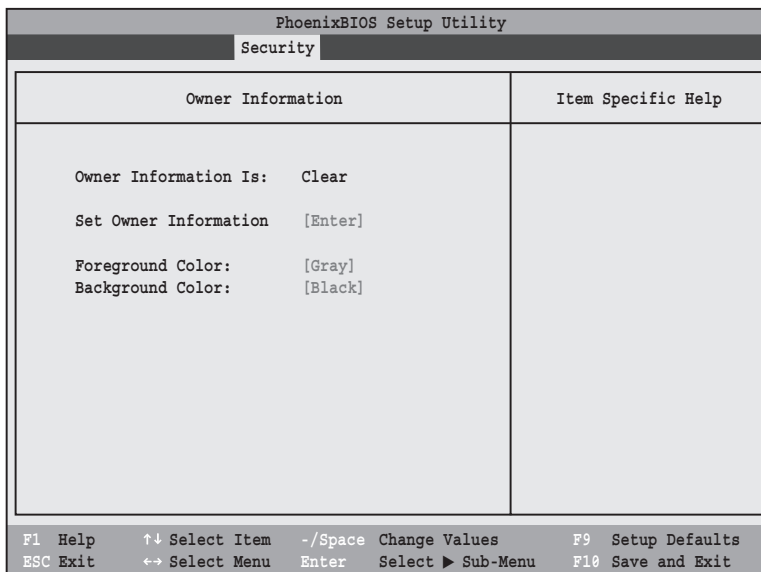 PhoenixBIOS Setup Utility
Security
Owner Information
Item Specific Help
Owner Information Is: Clear
Set Owner Information [Enter]
Foreground Color: [Gray]
Background Color: [Black]
F1 Help ↑↓ Select Item -/Space Change Values F9 Setup Defaults
ESC Exit ←→ Select Menu Enter Select ▶ Sub-Menu F10 Save and Exit